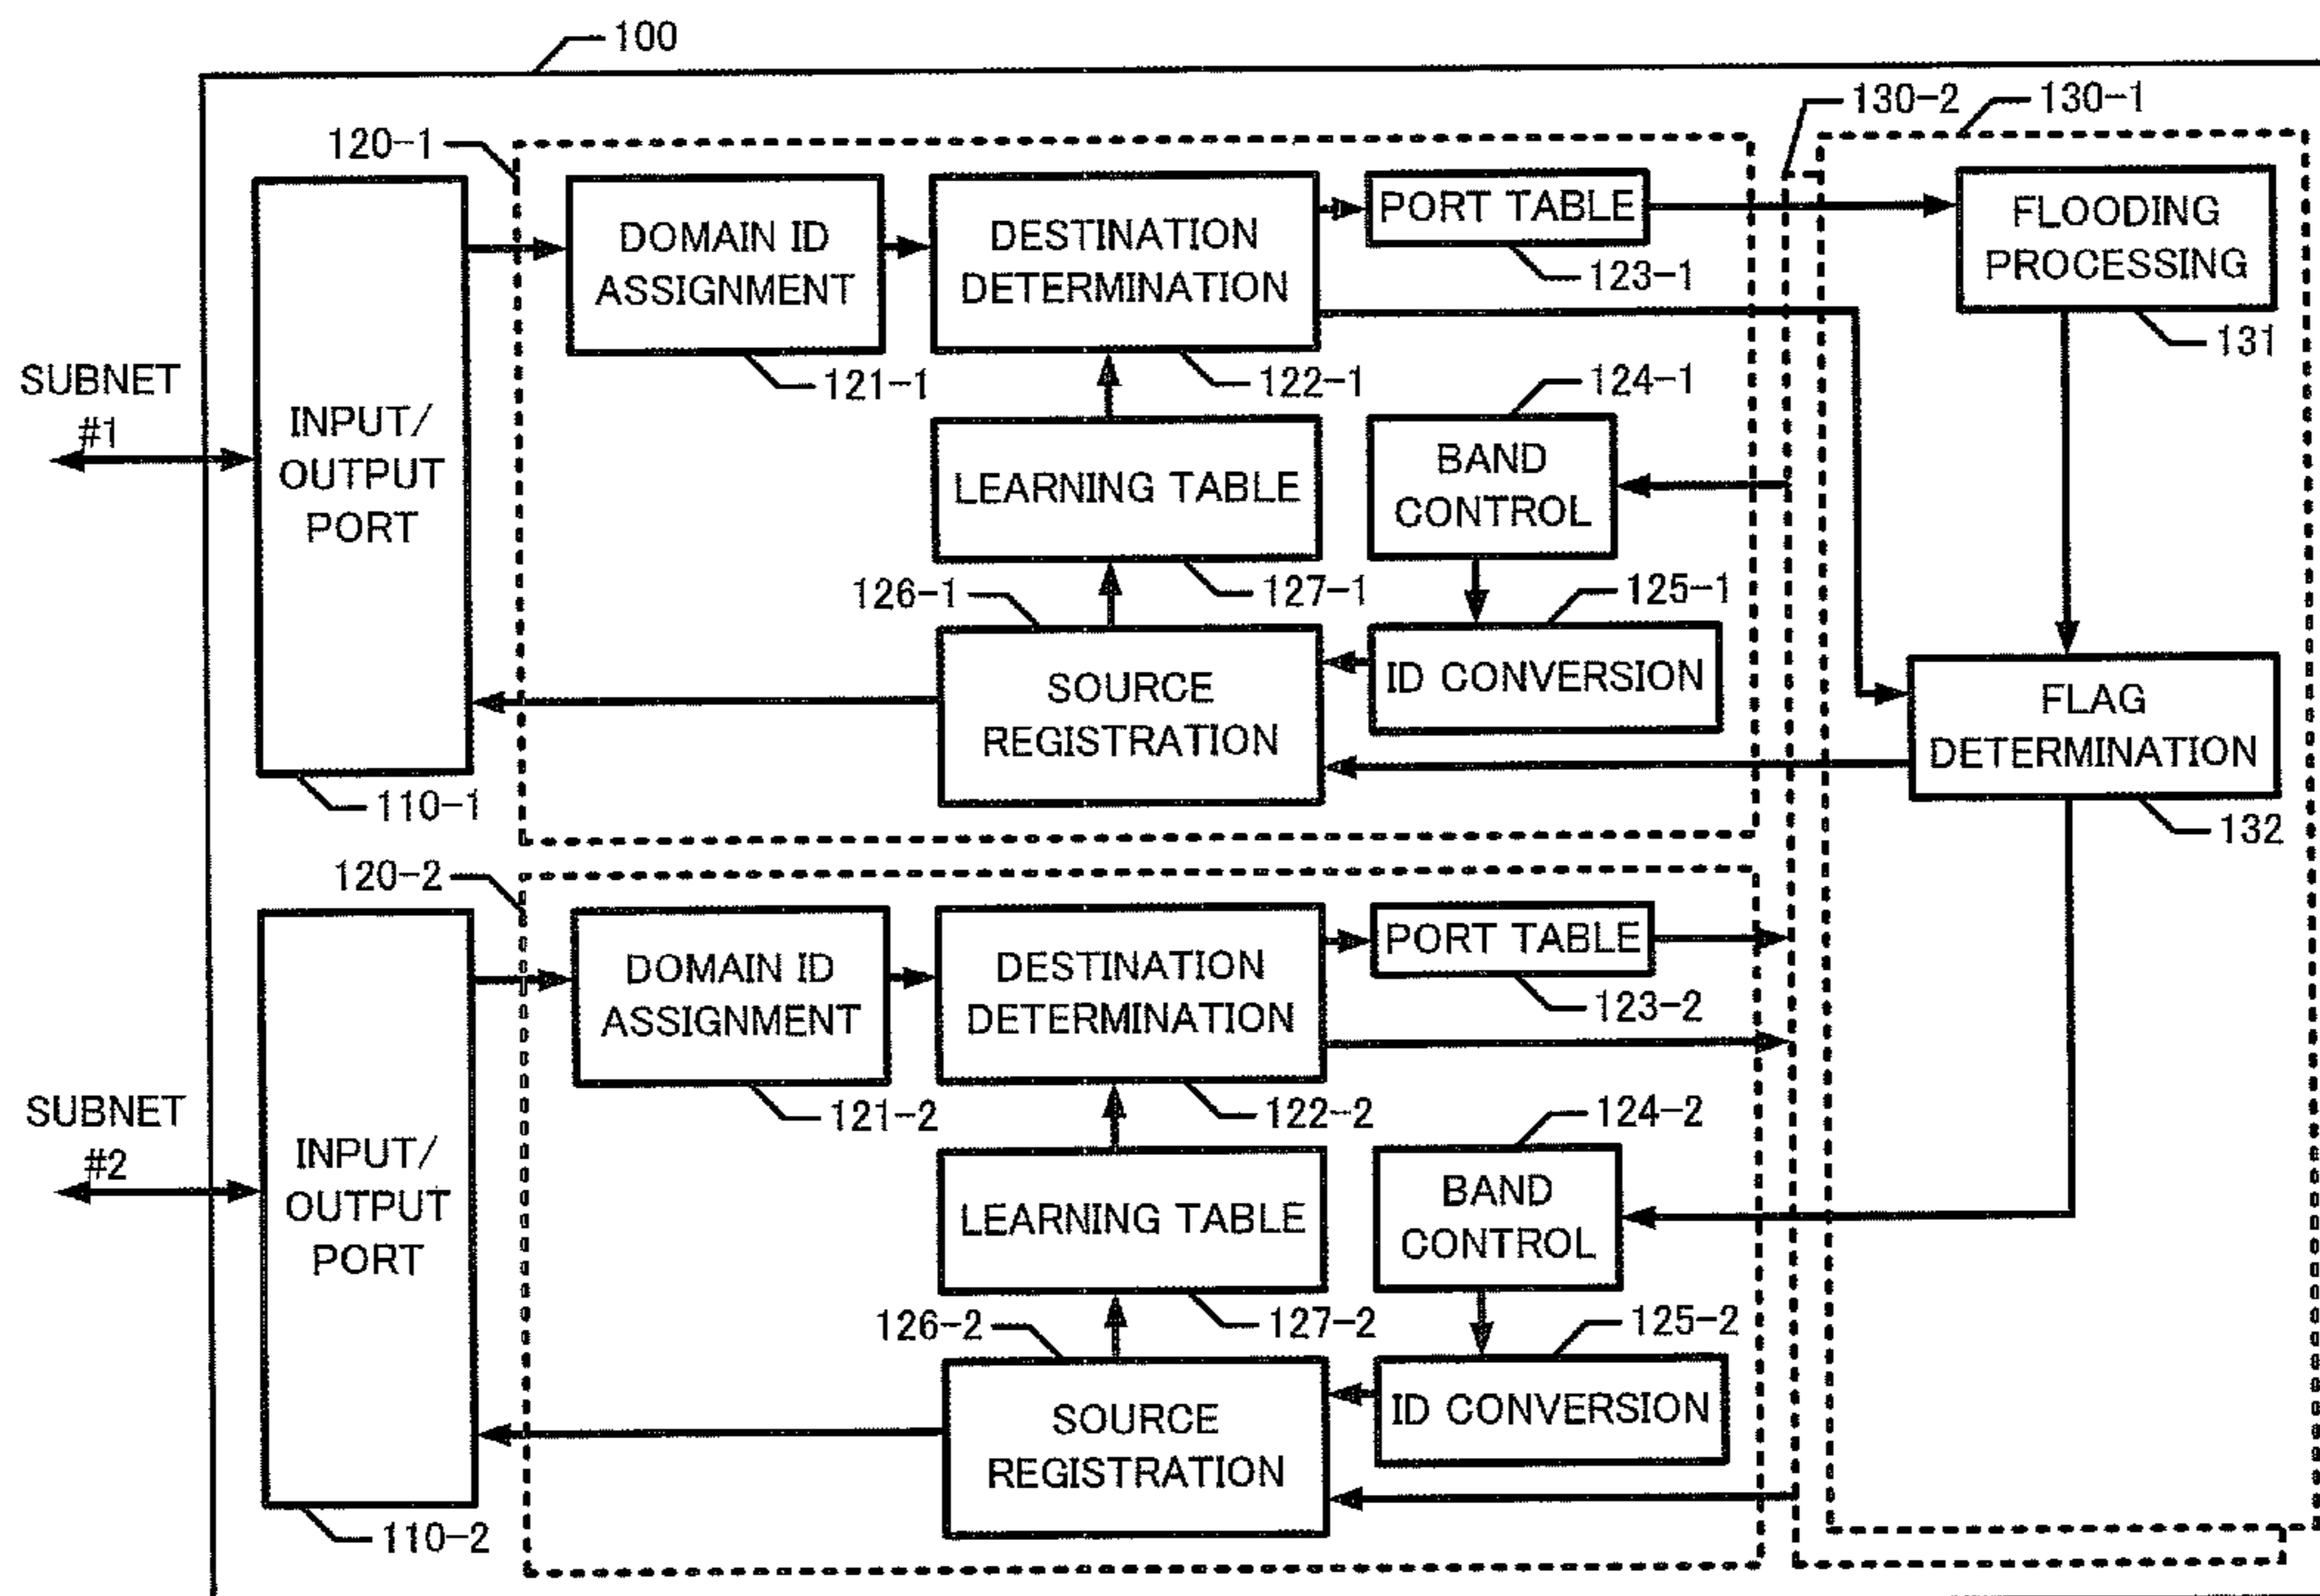 100
130-2
130-1
120-1
DOMAIN ID
ASSIGNMENT
121-1
DESTINATION
DETERMINATION
122-1
PORT TABLE
123-1
FLOODING
PROCESSING
131
SUBNET
#1
INPUT/
OUTPUT
PORT
110-1
LEARNING TABLE
127-1
124-1
BAND
CONTROL
126-1
SOURCE
REGISTRATION
125-1
ID CONVERSION
FLAG
DETERMINATION
132
120-2
DOMAIN ID
ASSIGNMENT
121-2
DESTINATION
DETERMINATION
122-2
PORT TABLE
123-2
SUBNET
#2
INPUT/
OUTPUT
PORT
110-2
LEARNING TABLE
127-2
124-2
BAND
CONTROL
126-2
SOURCE
REGISTRATION
125-2
ID CONVERSION